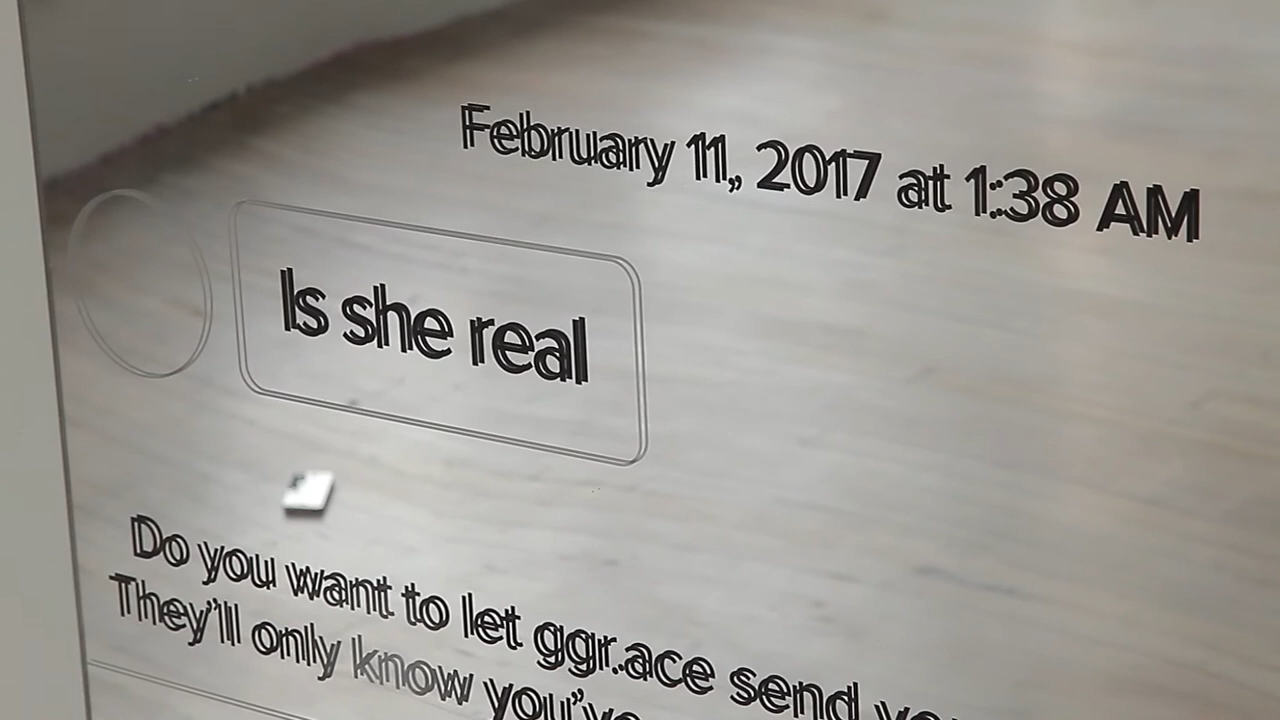 February 11, 2017 at 1:38 AM
Is she real
Do you want to let ggr.ace send
They'll only know